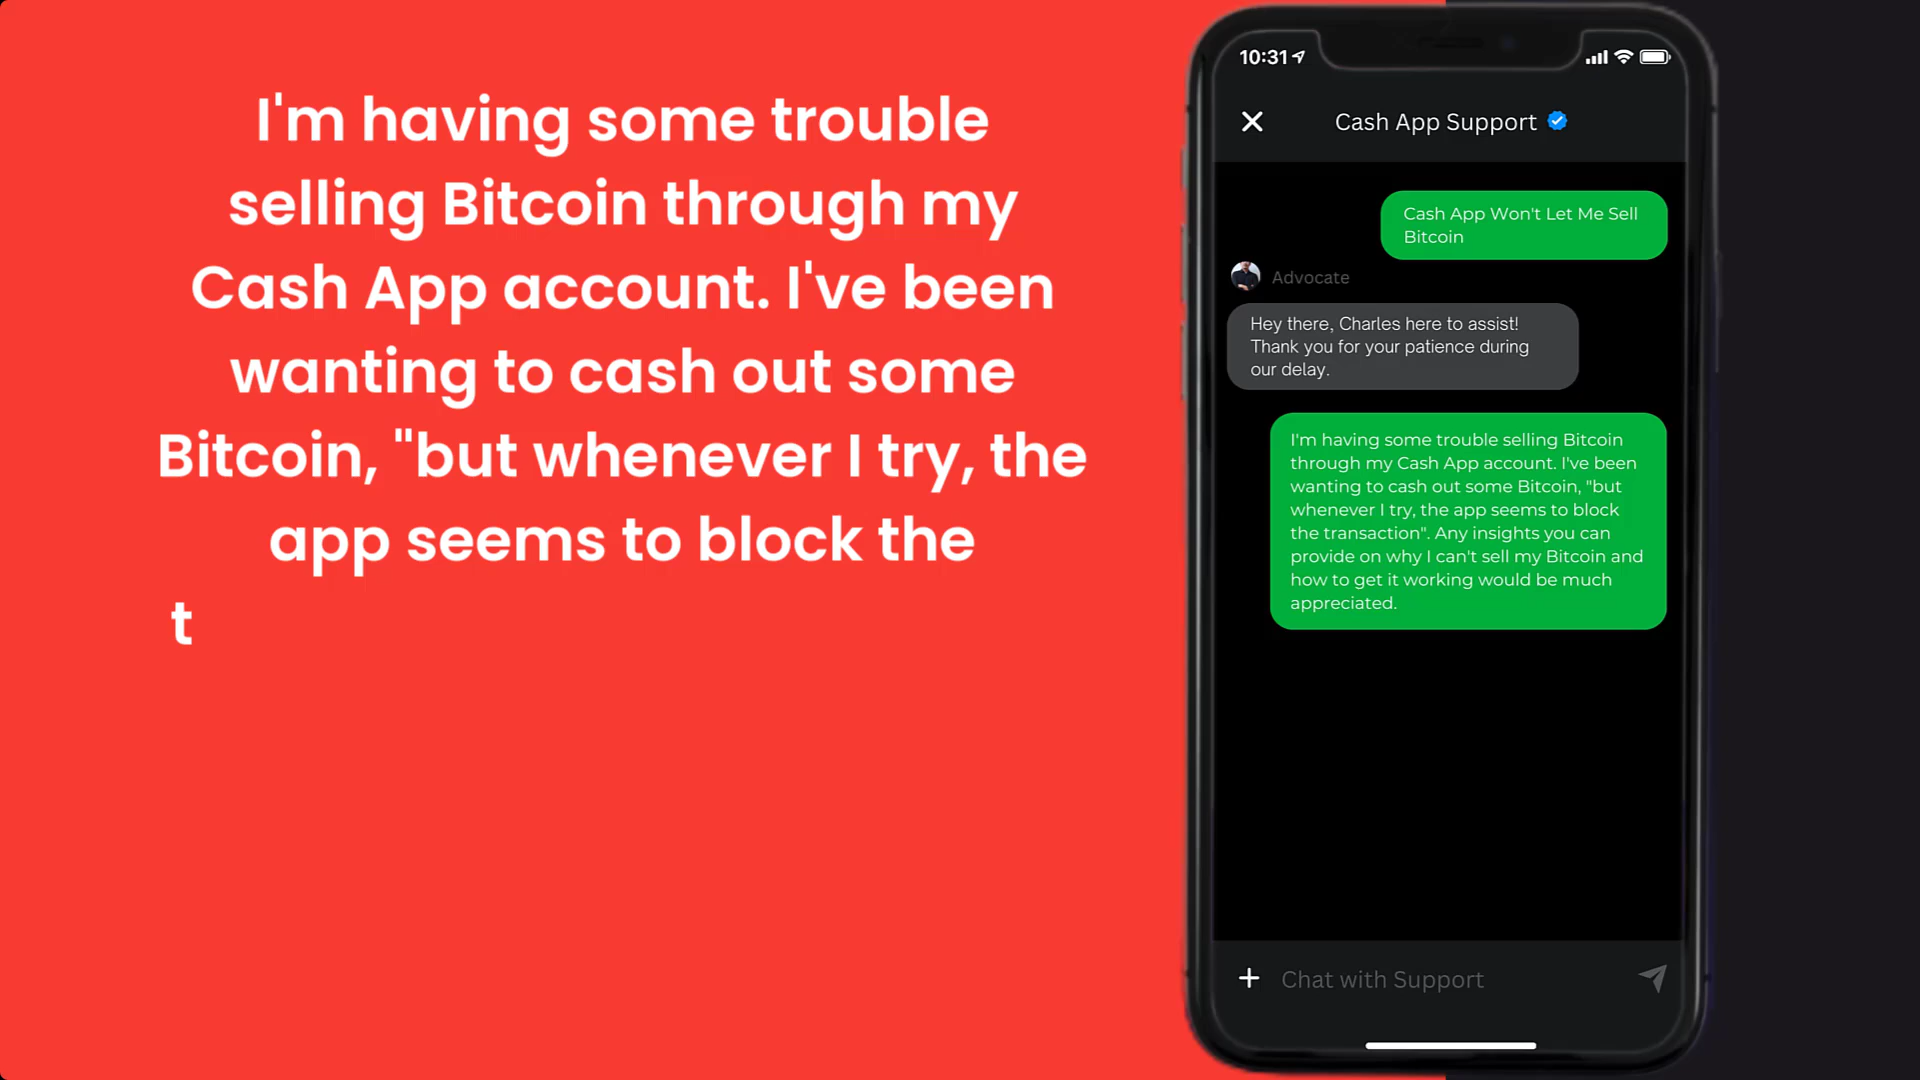 I'm having some trouble
selling Bitcoin through my
Cash App account. I've been
wanting to cash out some
Bitcoin, "but whenever I try, the
app seems to block the
t
10:31
Cash App Support
Cash App Won't Let Me Sell
Bitcoin
Advocate
Hey there, Charles here to assist!
Thank you for your patience during
our delay.
I'm having some trouble selling Bitcoin
through my Cash App account. I've been
wanting to cash out some Bitcoin, "but
whenever I try, the app seems to block
the transaction". Any insights you can
provide on why I can't sell my Bitcoin and
how to get it working would be much
appreciated.
Chat with Support